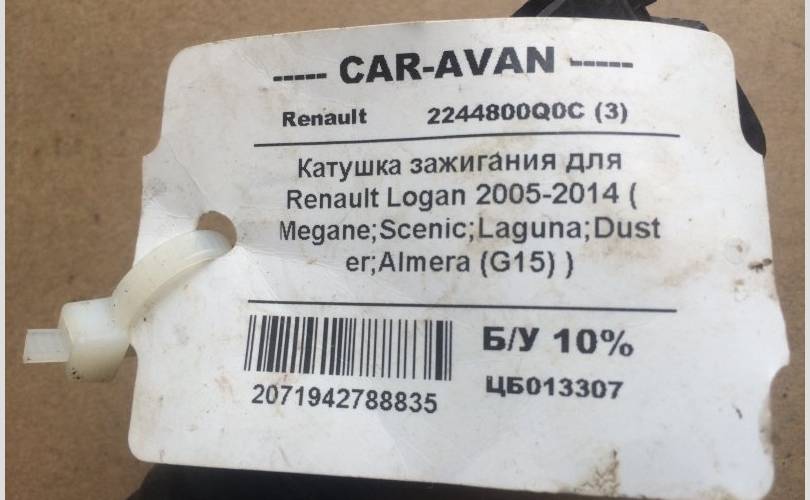 ----- CAR-AVAN -----
Renault 2244800Q0C (3)
Катушка зажигания для
Renault Logan 2005-2014 (
Megane;Scenic;Laguna;Dust
er;Almera (G15) )
Б/У 10%
2071942788835
ЦБ013307